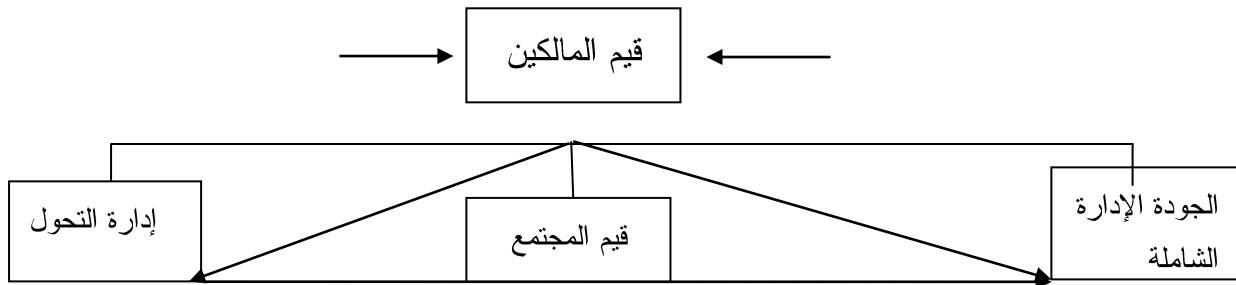 قيم المالكين
الجودة الإدارة
الشاملة
قيم المجتمع
إدارة التحول